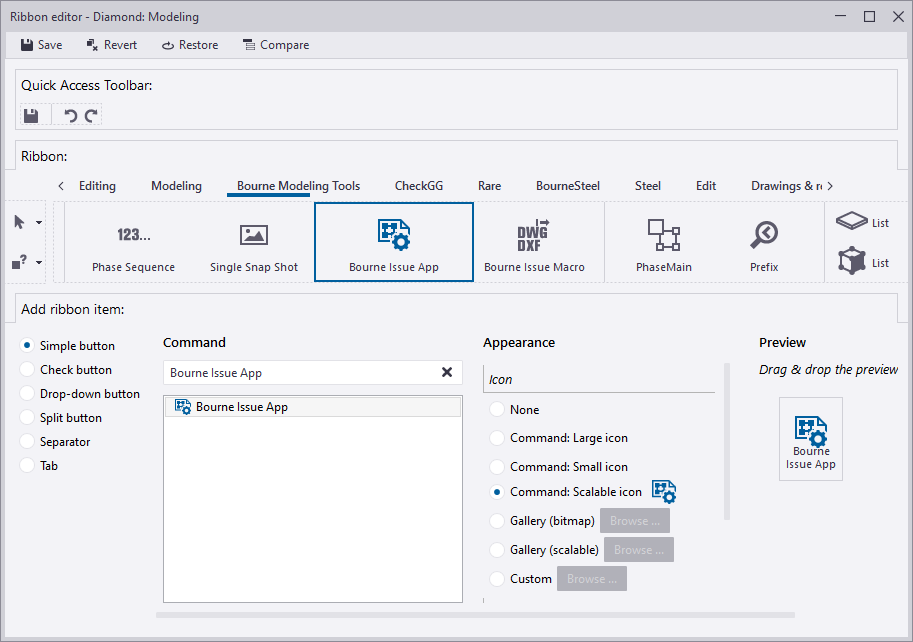 Ribbon editor - Diamond: Modeling
Save Revert Restore Compare
Quick Access Toolbar:
Ribbon:
Editing Modeling Bourne Modeling Tools CheckGG Rare BourneSteel Steel Edit Drawings & r
123...
DWG
DXF
List
?
List
Phase Sequence Single Snap Shot Bourne Issue App Bourne Issue Macro PhaseMain Prefix
Add ribbon item:
Simple button
Check button
Drop-down button
Split button
Separator
Tab
Command
Bourne Issue App
Bourne Issue App
Appearance
Icon
None
Command: Large icon
Command: Small icon
Command: Scalable icon
Gallery (bitmap) Browse ...
Gallery (scalable) Browse ...
Custom Browse ...
Preview
Drag & drop the preview
Bourne
Issue App